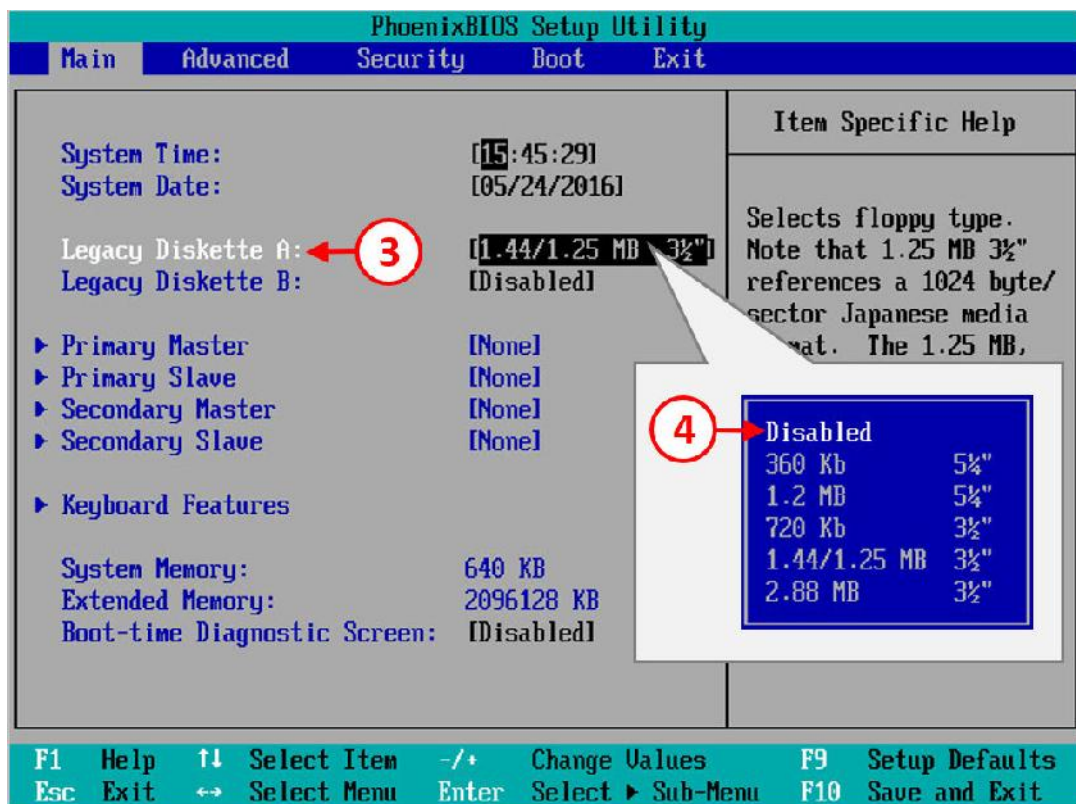 PhoenixBIOS Setup Utility
Main Advanced Security Boot Exit
Item Specific Help
System Time: [15:45:29]
System Date: [05/24/2016]
Legacy Diskette A: 3 [1.44/1.25 MB 3½"]
Legacy Diskette B: [Disabled]
Selects floppy type.
Note that 1.25 MB 3½"
references a 1024 byte/
sector Japanese media
The 1.25 MB,
Primary Master [None]
Primary Slave [None]
Secondary Master [None]
Secondary Slave [None]
Keyboard Features
System Memory: 640 KB
Extended Memory: 2096128 KB
Boot-time Diagnostic Screen: [Disabled]
4 Disabled
360 Kb 5¼"
1.2 MB 5¼"
720 Kb 3½"
1.44/1.25 MB 3½"
2.88 MB 3½"
F1 Help ↑↓ Select Item -/+ Change Values F9 Setup Defaults
Esc Exit ↔ Select Menu Enter Select ▶ Sub-Menu F10 Save and Exit